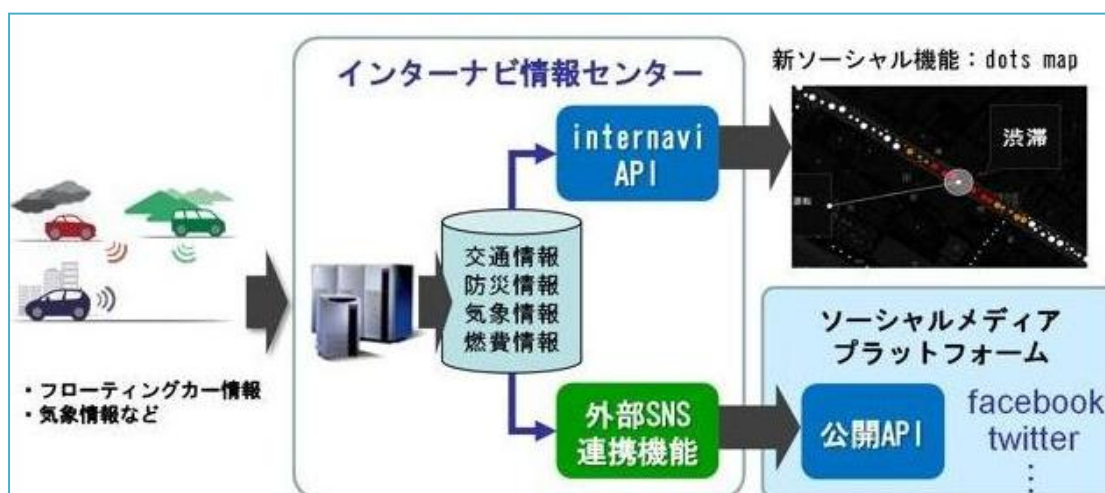 インターナビ情報センター
新ソーシャル機能：dots map
internavi
API
渋滞
交通情報
防災情報
気象情報
燃費情報
・フローティングカー情報
・気象情報など
外部SNS
連携機能
ソーシャルメディア
プラットフォーム
公開API
facebook
twitter